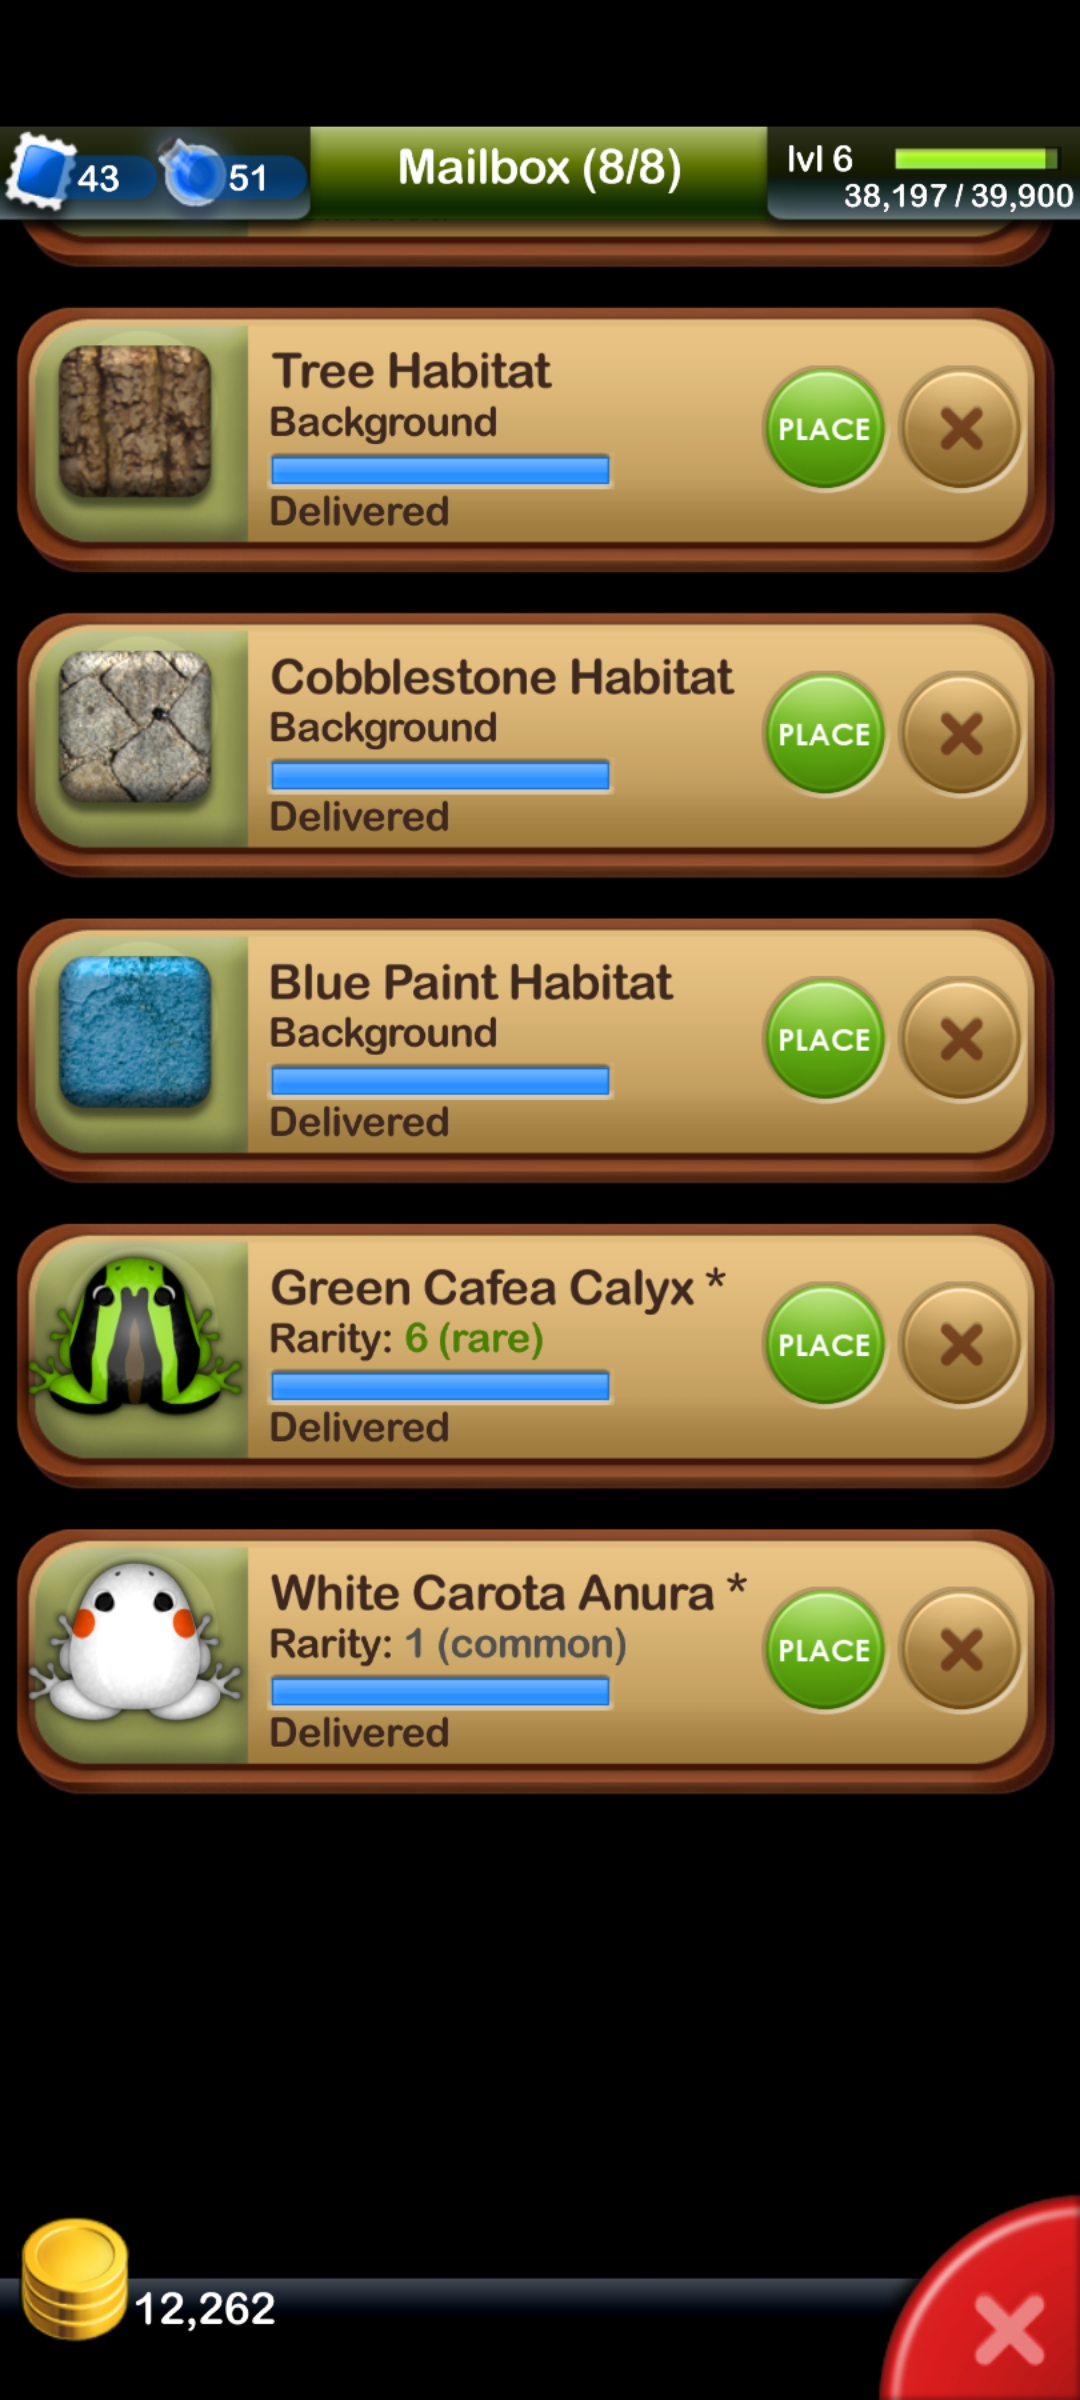 43
51
Mailbox (8/8)
lvl 6
38,197 / 39,900
Tree Habitat
Background
Delivered
PLACE
Cobblestone Habitat
Background
Delivered
PLACE
Blue Paint Habitat
Background
Delivered
PLACE
Green Cafea Calyx *
Rarity: 6 (rare)
Delivered
PLACE
White Carota Anura *
Rarity: 1 (common)
Delivered
PLACE
12,262